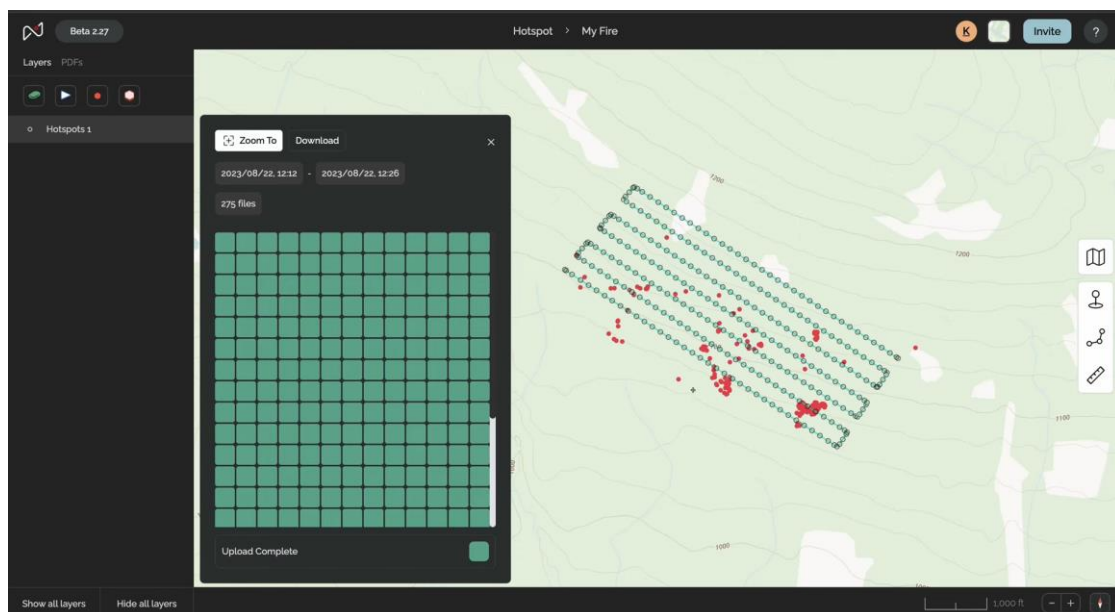 Beta 2.27
Hotspot > My Fire
K
Invite
?
Layers PDFs
Hotspots 1
Zoom To Download
2023/08/22, 12:12 - 2023/08/22, 12:26
275 files
Upload Complete
1200
1200
1100
1000
1000
Show all layers Hide all layers
1,000 ft